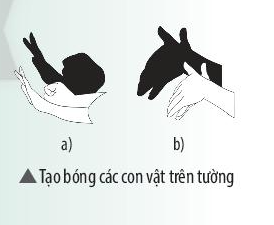 a) b)
▲ Tạo bóng các con vật trên tường